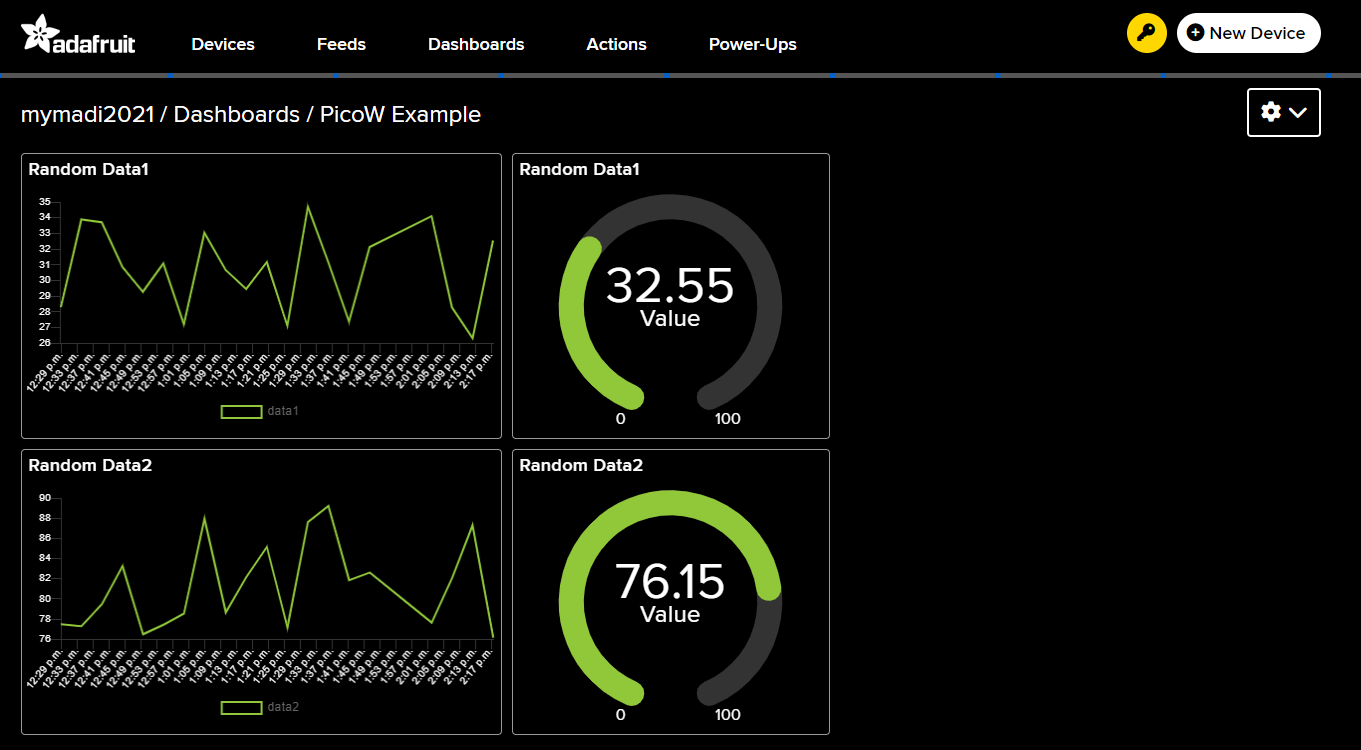 adafruit
Devices Feeds Dashboards Actions Power-Ups
New Device
mymadi2021 / Dashboards / PicoW Example
Random Data1
35
34
33
32
31
30
29
28
27
26
12:29 p.m. 12:33 p.m. 12:37 p.m. 12:41 p.m. 12:45 p.m. 12:49 p.m. 12:53 p.m. 12:57 p.m. 1:01 p.m. 1:05 p.m. 1:09 p.m. 1:13 p.m. 1:17 p.m. 1:21 p.m. 1:25 p.m. 1:29 p.m. 1:33 p.m. 1:37 p.m. 1:41 p.m. 1:45 p.m. 1:49 p.m. 1:53 p.m. 1:57 p.m. 2:01 p.m. 2:05 p.m. 2:09 p.m. 2:13 p.m. 2:17 p.m.
data1
Random Data1
32.55
Value
0 100
Random Data2
90
88
86
84
82
80
78
76
12:29 p.m. 12:33 p.m. 12:37 p.m. 12:41 p.m. 12:45 p.m. 12:49 p.m. 12:53 p.m. 12:57 p.m. 1:01 p.m. 1:05 p.m. 1:09 p.m. 1:13 p.m. 1:17 p.m. 1:21 p.m. 1:25 p.m. 1:29 p.m. 1:33 p.m. 1:37 p.m. 1:41 p.m. 1:45 p.m. 1:49 p.m. 1:53 p.m. 1:57 p.m. 2:01 p.m. 2:05 p.m. 2:09 p.m. 2:13 p.m. 2:17 p.m.
data2
Random Data2
76.15
Value
0 100